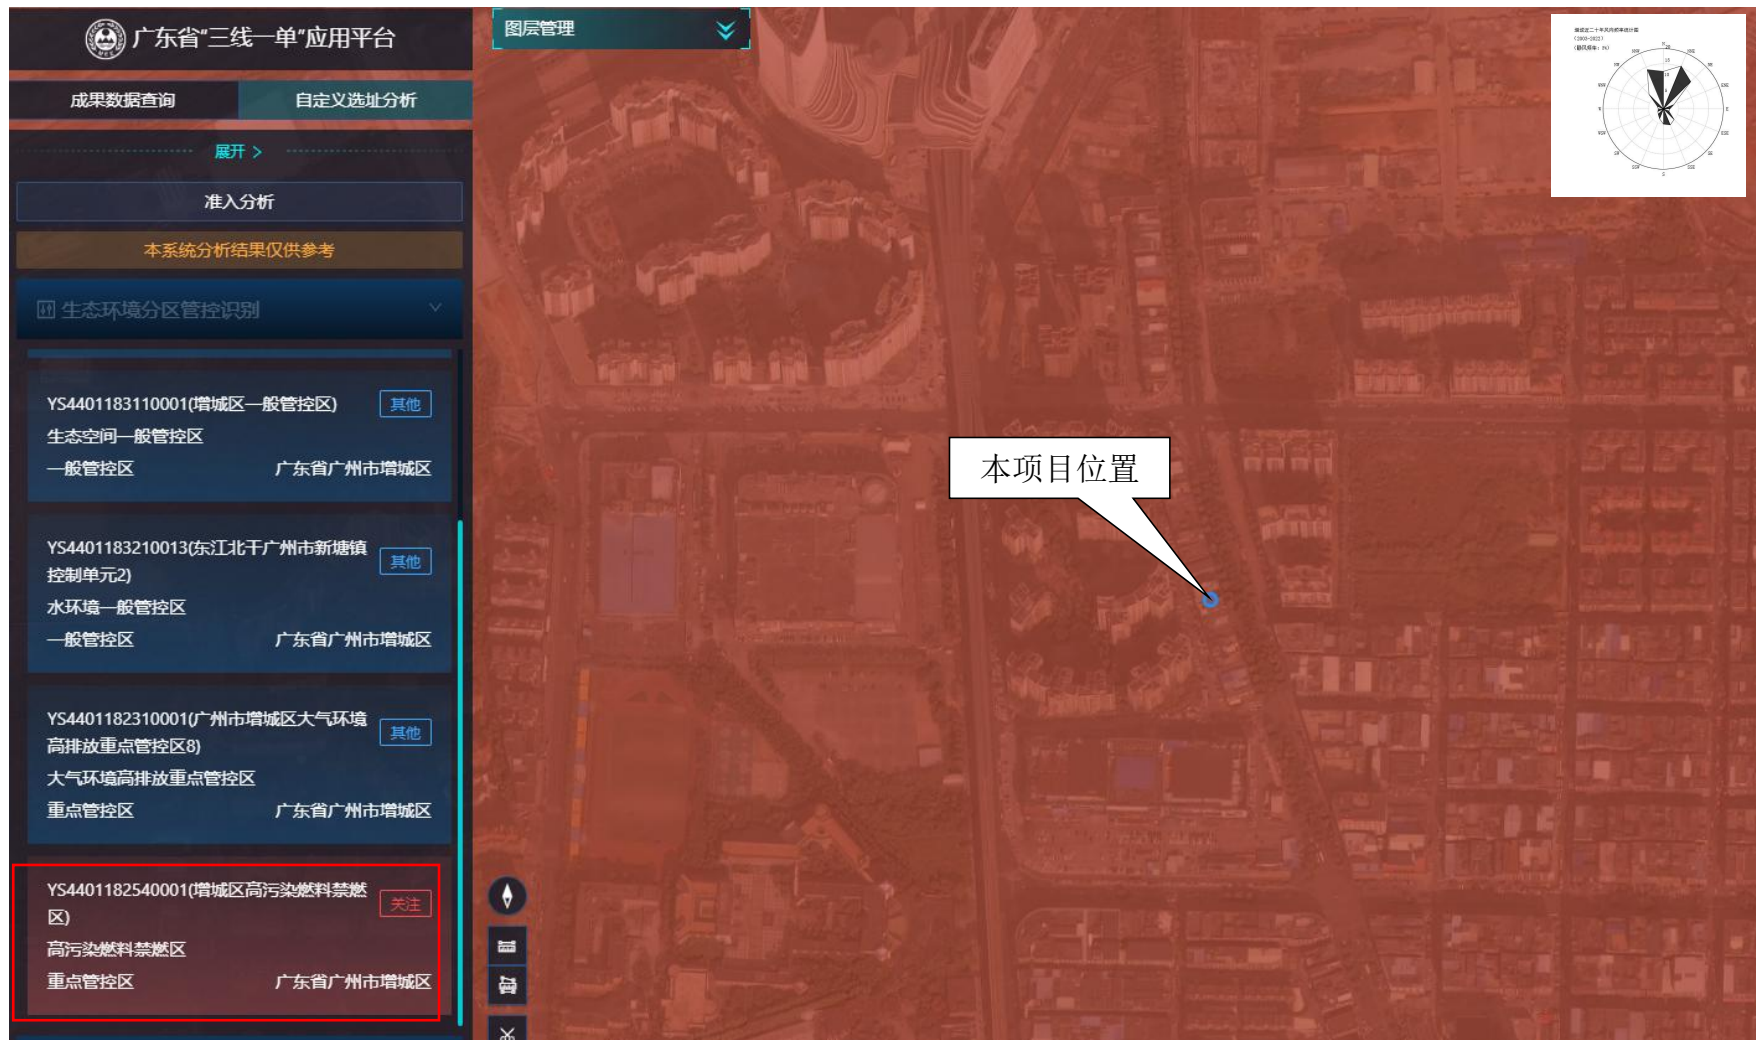 广东省"三线一单"应用平台
成果数据查询
自定义选址分析
展开 >
准入分析
本系统分析结果仅供参考
生态环境分区管控识别
YS4401183110001(增城区一般管控区)
其他
生态空间一般管控区
一般管控区
广东省广州市增城区
YS4401183210013(东江北干广州市新塘镇
控制单元2)
其他
水环境一般管控区
一般管控区
广东省广州市增城区
YS4401182310001(广州市增城区大气环境
高排放重点管控区8)
其他
大气环境高排放重点管控区
重点管控区
广东省广州市增城区
YS4401182540001(增城区高污染燃料禁燃
区)
关注
高污染燃料禁燃区
重点管控区
广东省广州市增城区
图层管理
本项目位置
(2003-2022)